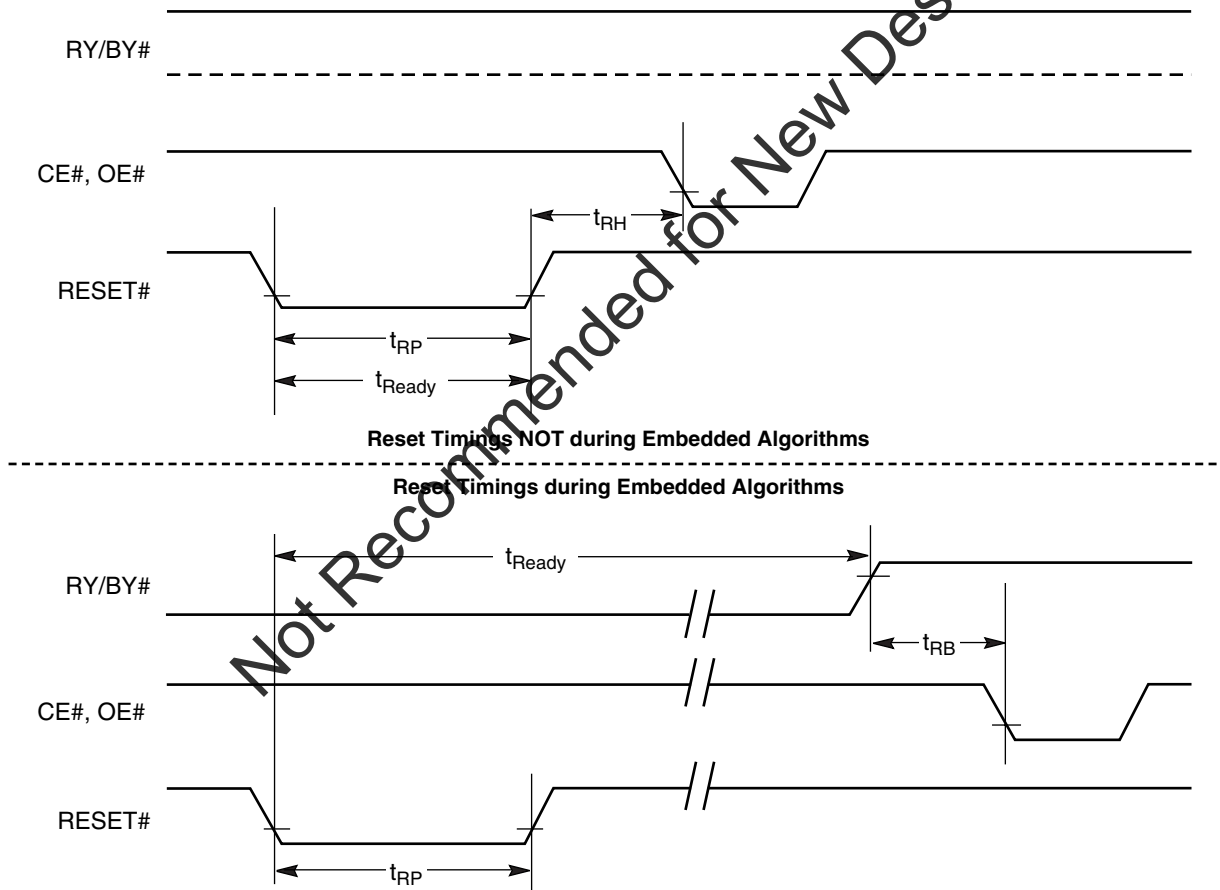 RY/BY#
CE#, OE#
tRH
RESET#
tRP
tReady
Reset Timings NOT during Embedded Algorithms
Reset Timings during Embedded Algorithms
tReady
RY/BY#
tRB
CE#, OE#
RESET#
tRP
Not Recommended for New Des